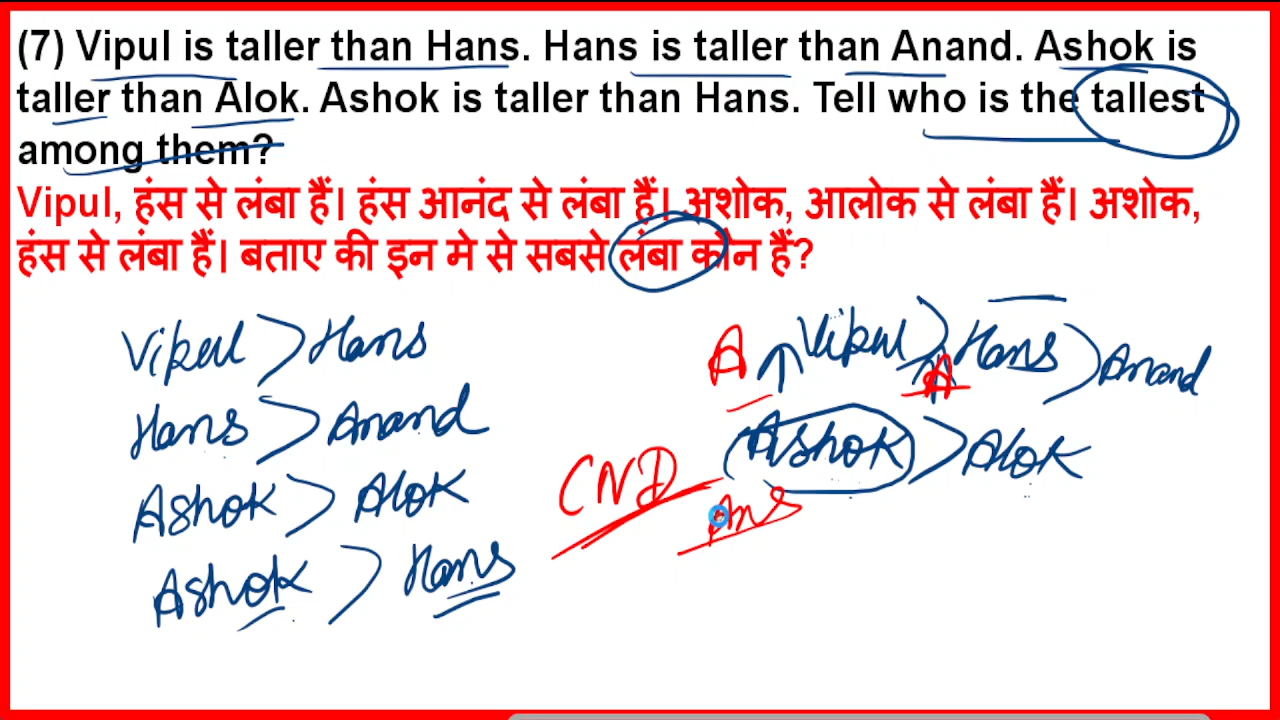 (7) Vipul is taller than Hans. Hans is taller than Anand. Ashok is
taller than Alok. Ashok is taller than Hans. Tell who is the tallest
among them?
Vipul, हंस से लंबा हैं। हंस आनंद से लंबा हैं। अशोक, आलोक से लंबा हैं। अशोक,
हंस से लंबा हैं। बताए की इन मे से सबसे लंबा कौन हैं?
Vipul > Hans
Hans > Anand
Ashok > Alok
Ashok > Hans
A ↑ Vipul > Hans > Anand
↑ A
Ashok > Alok
CND
Ans